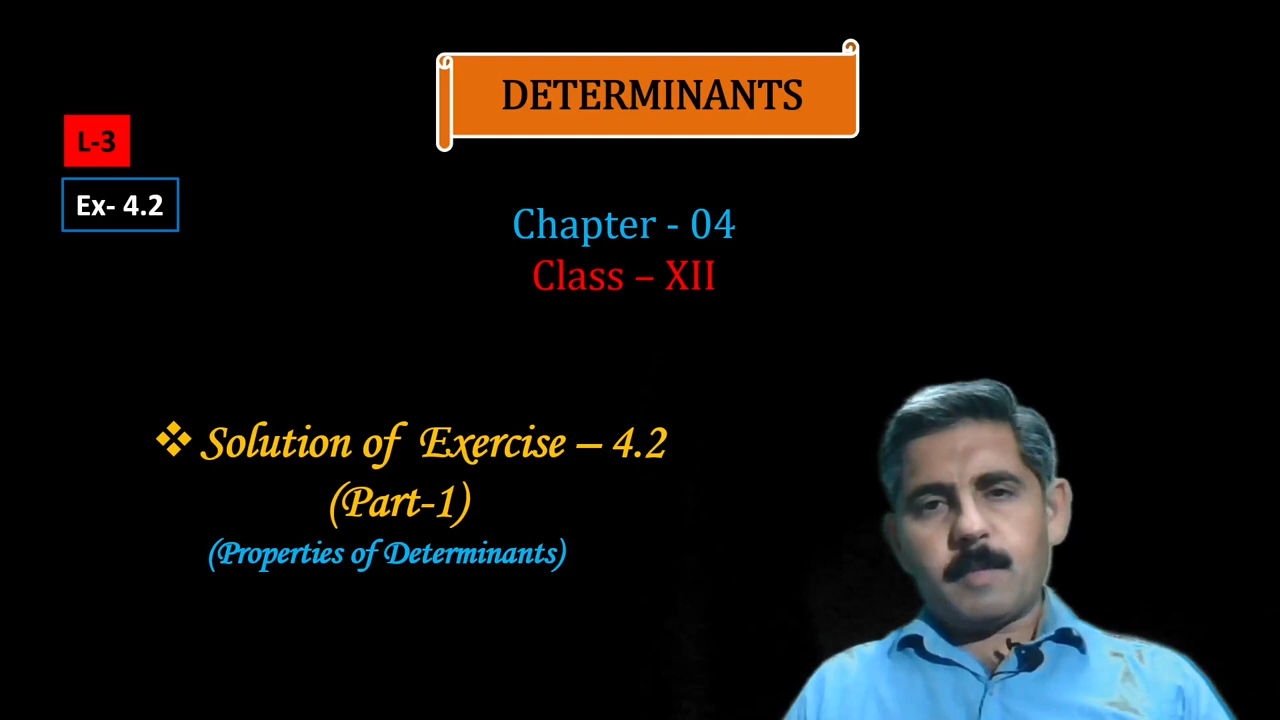 DETERMINANTS
L-3
Ex- 4.2
Chapter - 04
Class – XII
❖ Solution of Exercise – 4.2
(Part-1)
(Properties of Determinants)